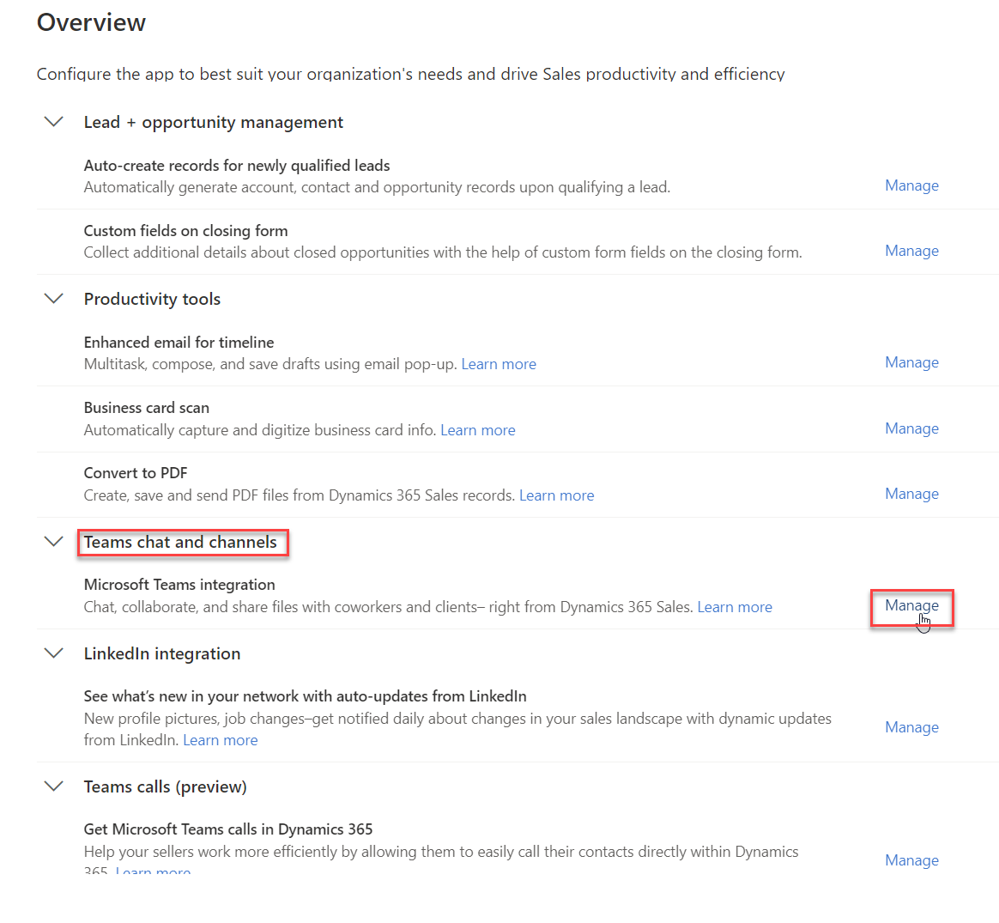 Overview
Configure the app to best suit your organization's needs and drive Sales productivity and efficiency
Lead + opportunity management
Auto-create records for newly qualified leads
Automatically generate account, contact and opportunity records upon qualifying a lead.
Manage
Custom fields on closing form
Collect additional details about closed opportunities with the help of custom form fields on the closing form.
Manage
Productivity tools
Enhanced email for timeline
Multitask, compose, and save drafts using email pop-up. Learn more
Manage
Business card scan
Automatically capture and digitize business card info. Learn more
Manage
Convert to PDF
Create, save and send PDF files from Dynamics 365 Sales records. Learn more
Manage
Teams chat and channels
Microsoft Teams integration
Chat, collaborate, and share files with coworkers and clients– right from Dynamics 365 Sales. Learn more
Manage
LinkedIn integration
See what's new in your network with auto-updates from LinkedIn
New profile pictures, job changes–get notified daily about changes in your sales landscape with dynamic updates
from LinkedIn. Learn more
Manage
Teams calls (preview)
Get Microsoft Teams calls in Dynamics 365
Help your sellers work more efficiently by allowing them to easily call their contacts directly within Dynamics
365. Learn more
Manage